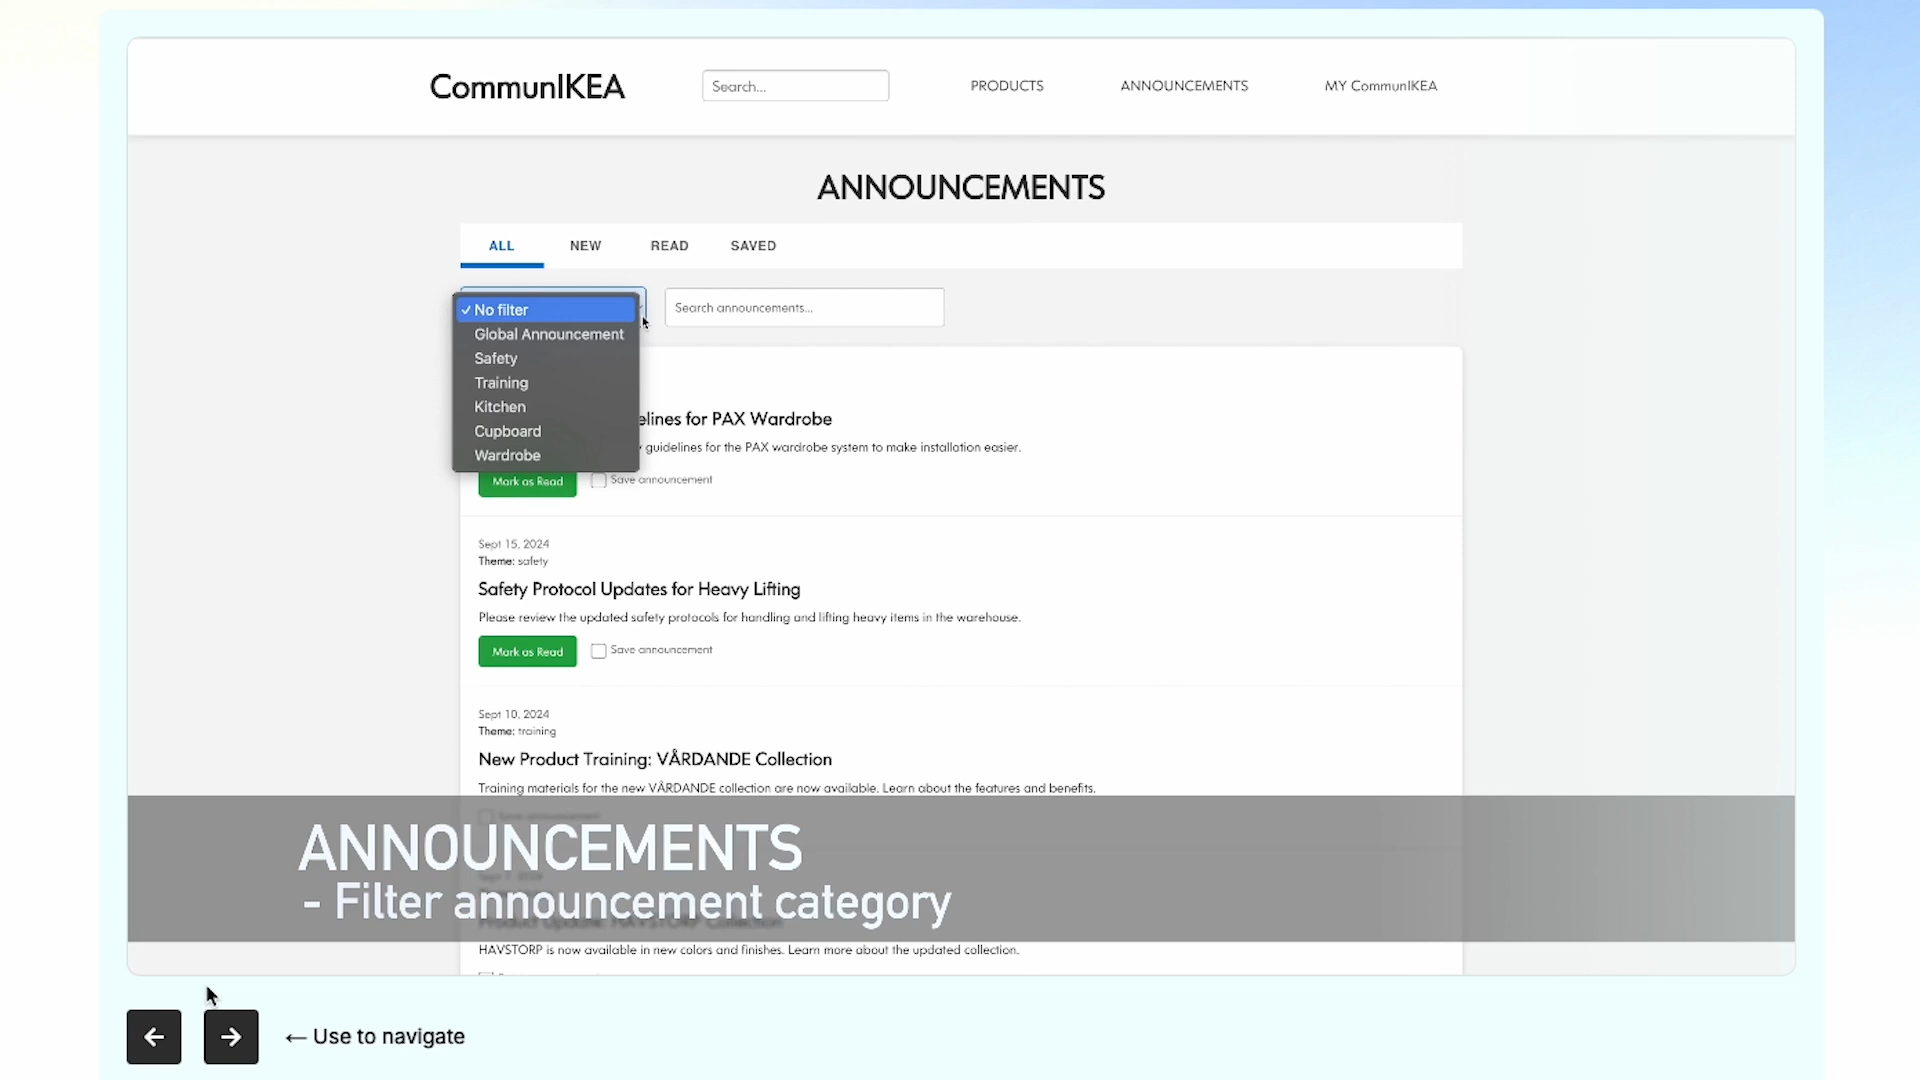 CommunIKEA
Search...
PRODUCTS
ANNOUNCEMENTS
MY CommunIKEA
ANNOUNCEMENTS
ALL NEW READ SAVED
✓ No filter
Global Announcement
Safety
Training
Kitchen
Cupboard
Wardrobe
Search announcements...
elines for PAX Wardrobe
guidelines for the PAX wardrobe system to make installation easier.
Mark as Read Save announcement
Sept 15, 2024
Theme: safety
Safety Protocol Updates for Heavy Lifting
Please review the updated safety protocols for handling and lifting heavy items in the warehouse.
Mark as Read Save announcement
Sept 10, 2024
Theme: training
New Product Training: VÅRDANDE Collection
Training materials for the new VÅRDANDE collection are now available. Learn about the features and benefits.
ANNOUNCEMENTS
- Filter announcement category
HAVSTORP is now available in new colors and finishes. Learn more about the updated collection.
← Use to navigate